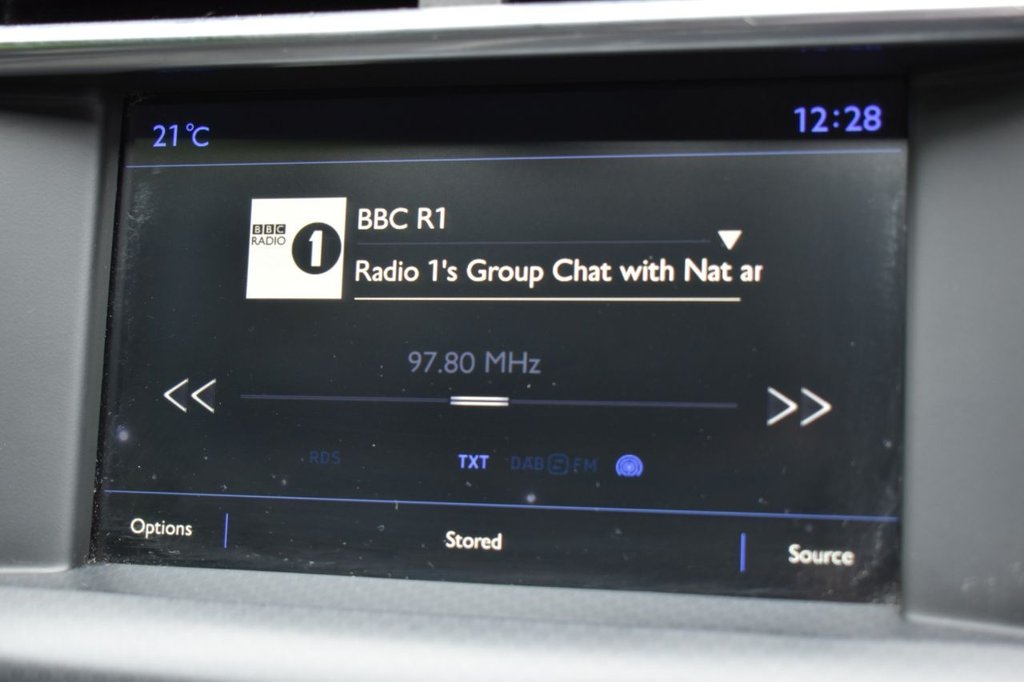 21°C
12:28
BBC
RADIO
1
BBC R1
Radio 1's Group Chat with Nat ar
97.80 MHz
RDS
TXT
DAB FM
Options
Stored
Source